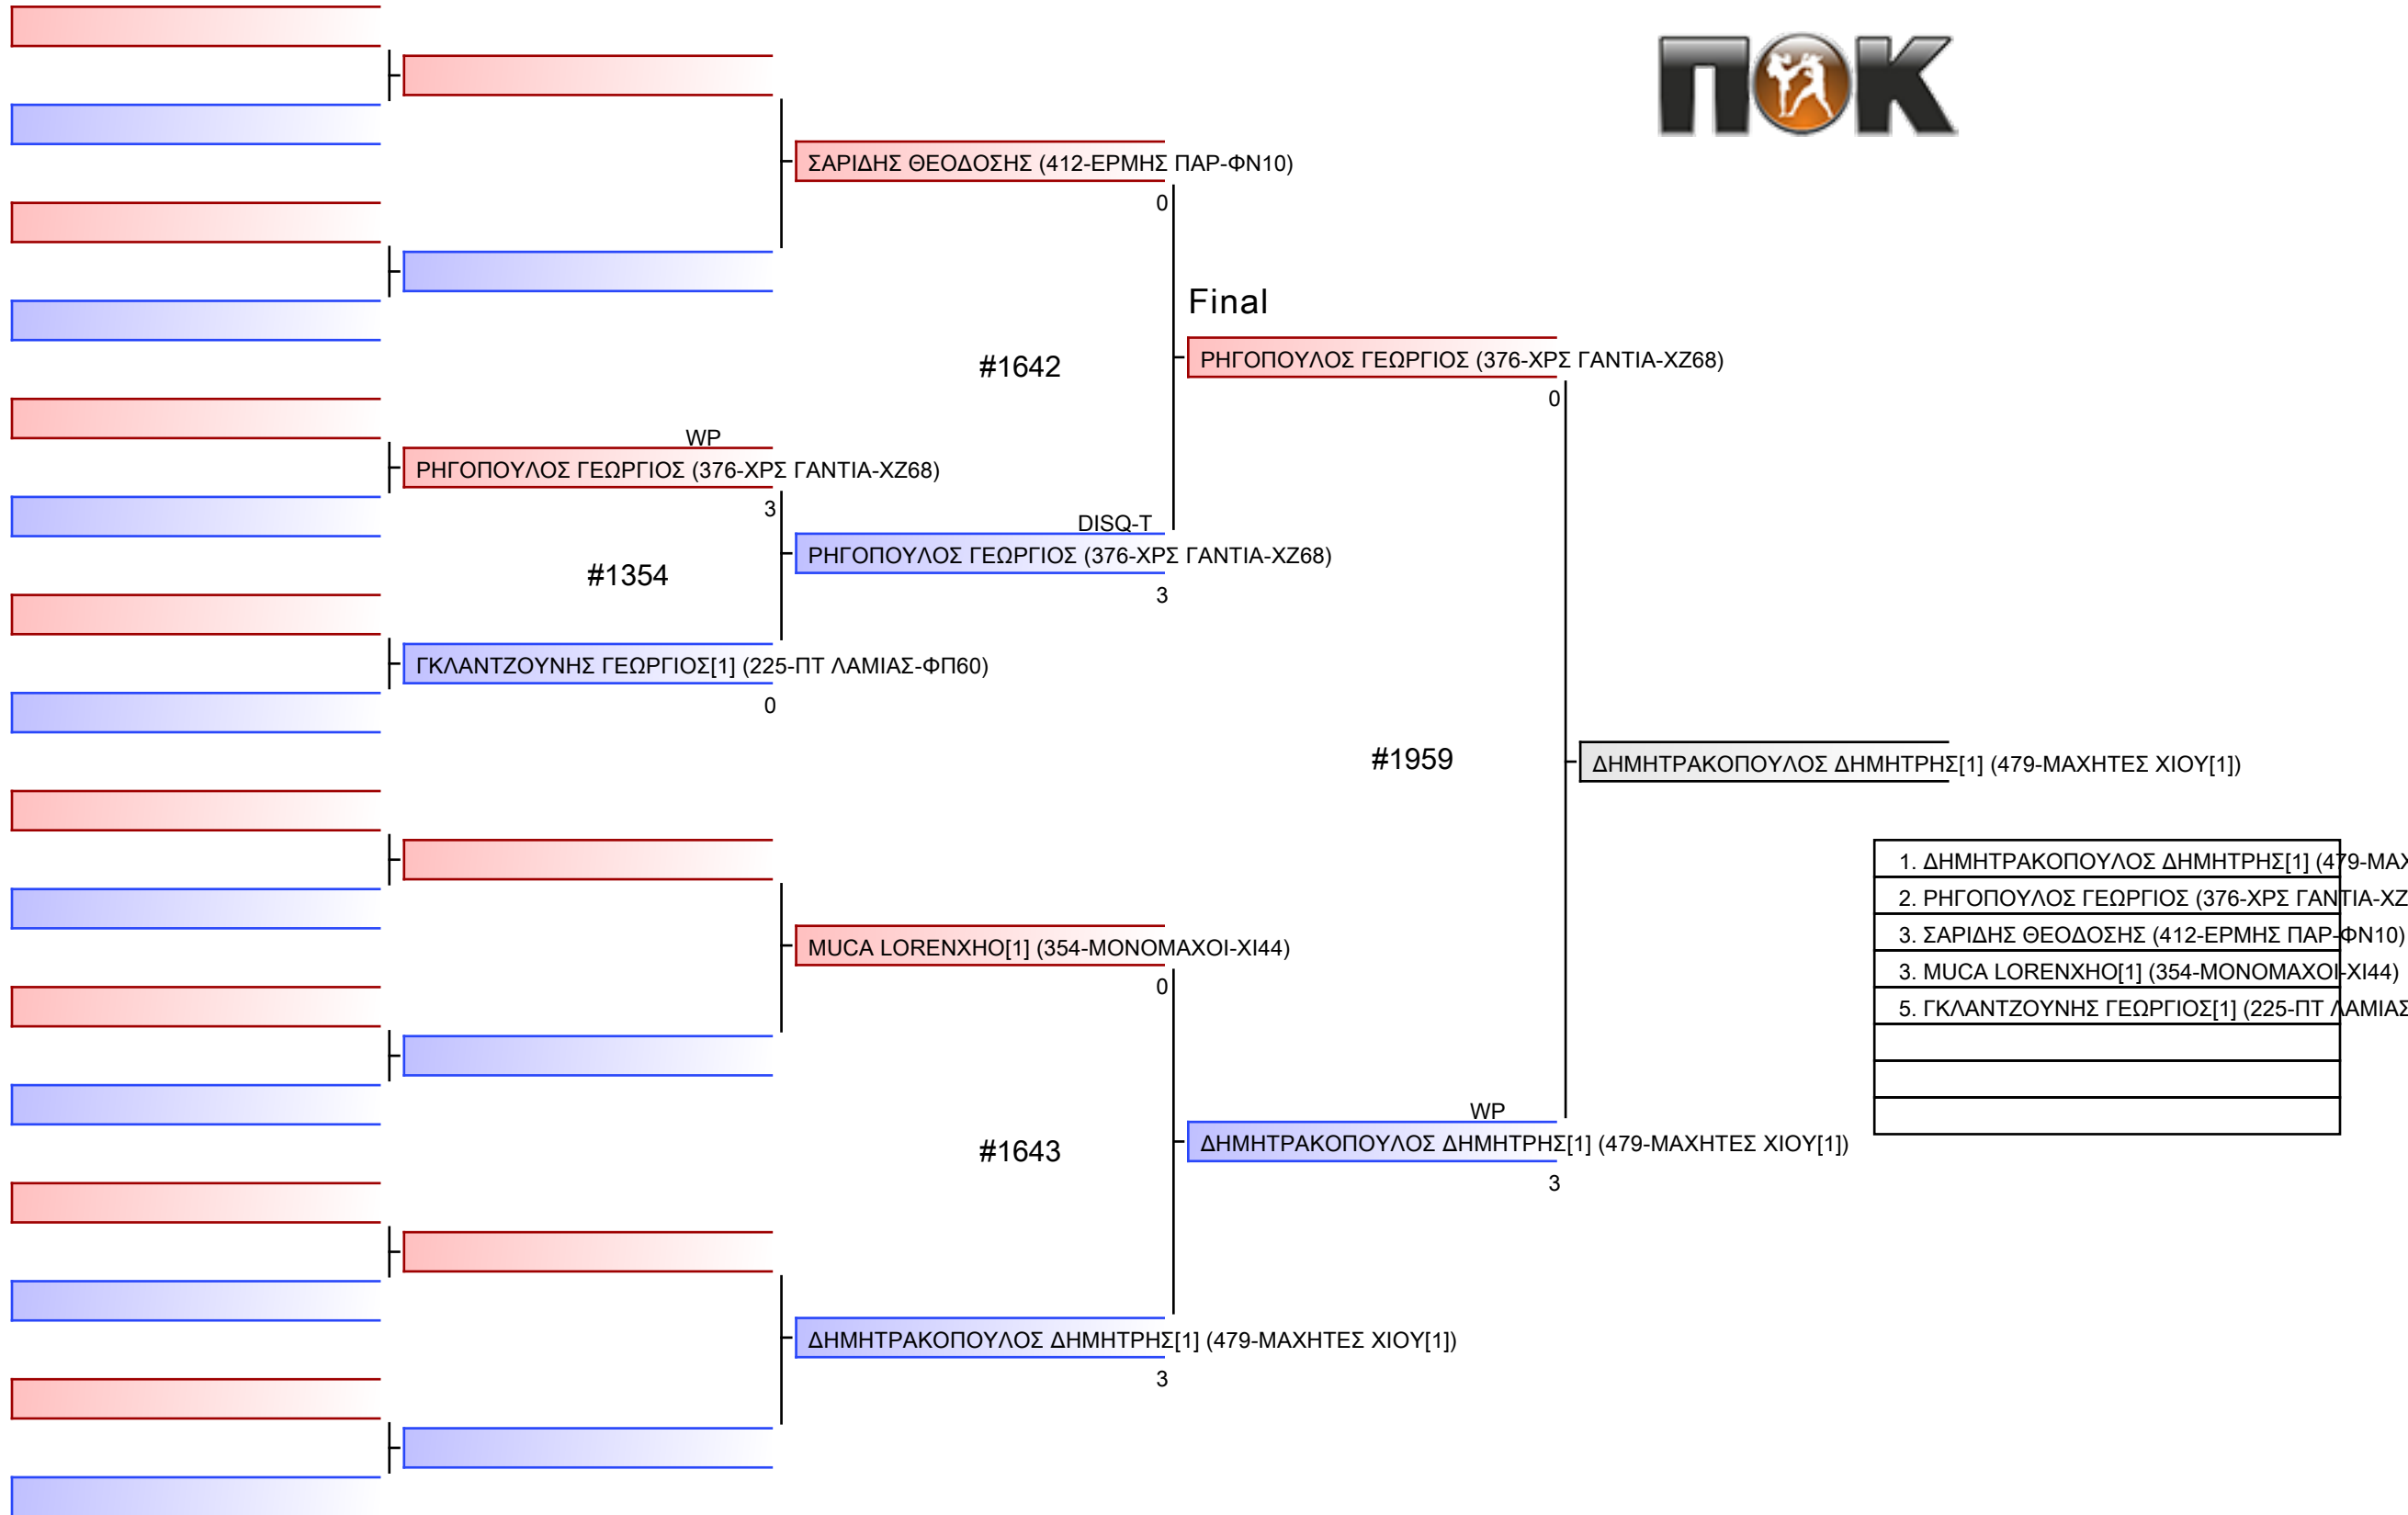 ΠΟΚ
ΣΑΡΙΔΗΣ ΘΕΟΔΟΣΗΣ (412-ΕΡΜΗΣ ΠΑΡ-ΦΝ10)
0
Final
#1642
ΡΗΓΟΠΟΥΛΟΣ ΓΕΩΡΓΙΟΣ (376-ΧΡΣ ΓΑΝΤΙΑ-ΧΖ68)
0
WP
ΡΗΓΟΠΟΥΛΟΣ ΓΕΩΡΓΙΟΣ (376-ΧΡΣ ΓΑΝΤΙΑ-ΧΖ68)
3
DISQ-T
ΡΗΓΟΠΟΥΛΟΣ ΓΕΩΡΓΙΟΣ (376-ΧΡΣ ΓΑΝΤΙΑ-ΧΖ68)
#1354
3
ΓΚΛΑΝΤΖΟΥΝΗΣ ΓΕΩΡΓΙΟΣ[1] (225-ΠΤ ΛΑΜΙΑΣ-ΦΠ60)
0
#1959
ΔΗΜΗΤΡΑΚΟΠΟΥΛΟΣ ΔΗΜΗΤΡΗΣ[1] (479-ΜΑΧΗΤΕΣ ΧΙΟΥ[1])
1. ΔΗΜΗΤΡΑΚΟΠΟΥΛΟΣ ΔΗΜΗΤΡΗΣ[1] (479-ΜΑΧ
2. ΡΗΓΟΠΟΥΛΟΣ ΓΕΩΡΓΙΟΣ (376-ΧΡΣ ΓΑΝΤΙΑ-ΧΖ
3. ΣΑΡΙΔΗΣ ΘΕΟΔΟΣΗΣ (412-ΕΡΜΗΣ ΠΑΡ-ΦΝ10)
3. MUCA LORENXHO[1] (354-ΜΟΝΟΜΑΧΟΙ-ΧΙ44)
5. ΓΚΛΑΝΤΖΟΥΝΗΣ ΓΕΩΡΓΙΟΣ[1] (225-ΠΤ ΛΑΜΙΑΣ
MUCA LORENXHO[1] (354-ΜΟΝΟΜΑΧΟΙ-ΧΙ44)
0
WP
ΔΗΜΗΤΡΑΚΟΠΟΥΛΟΣ ΔΗΜΗΤΡΗΣ[1] (479-ΜΑΧΗΤΕΣ ΧΙΟΥ[1])
#1643
3
ΔΗΜΗΤΡΑΚΟΠΟΥΛΟΣ ΔΗΜΗΤΡΗΣ[1] (479-ΜΑΧΗΤΕΣ ΧΙΟΥ[1])
3